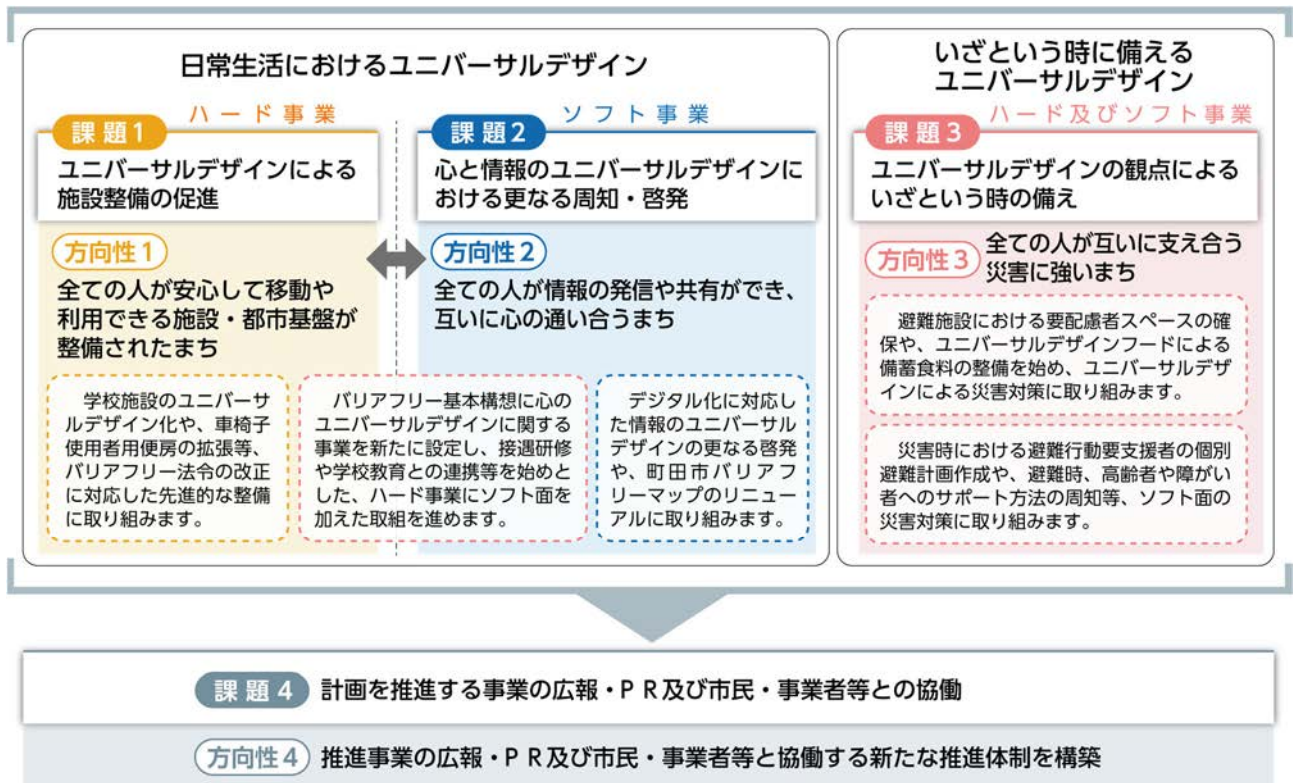 日常生活におけるユニバーサルデザイン
ハード事業
課題1
ユニバーサルデザインによる
施設整備の促進
方向性1
全ての人が安心して移動や
利用できる施設・都市基盤が
整備されたまち
学校施設のユニバーサ
ルデザイン化や、車椅子
使用者用便房の拡張等、
バリアフリー法令の改正
に対応した先進的な整備
に取り組みます。
ソフト事業
課題2
心と情報のユニバーサルデザインに
おける更なる周知・啓発
方向性2
全ての人が情報の発信や共有ができ、
互いに心の通い合うまち
バリアフリー基本構想に心の
ユニバーサルデザインに関する
事業を新たに設定し、接遇研修
や学校教育との連携等を始めと
した、ハード事業にソフト面を
加えた取組を進めます。
デジタル化に対応し
た情報のユニバーサル
デザインの更なる啓発
や、町田市バリアフ
リーマップのリニュー
アルに取り組みます。
いざという時に備える
ユニバーサルデザイン
ハード及びソフト事業
課題3
ユニバーサルデザインの観点による
いざという時の備え
方向性3
全ての人が互いに支え合う
災害に強いまち
避難施設における要配慮者スペースの確
保や、ユニバーサルデザインフードによる
備蓄食料の整備を始め、ユニバーサルデザ
インによる災害対策に取り組みます。
災害時における避難行動要支援者の個別
避難計画作成や、避難時、高齢者や障がい
者へのサポート方法の周知等、ソフト面の
災害対策に取り組みます。
課題4 計画を推進する事業の広報・PR及び市民・事業者等との協働
方向性4 推進事業の広報・PR及び市民・事業者等と協働する新たな推進体制を構築